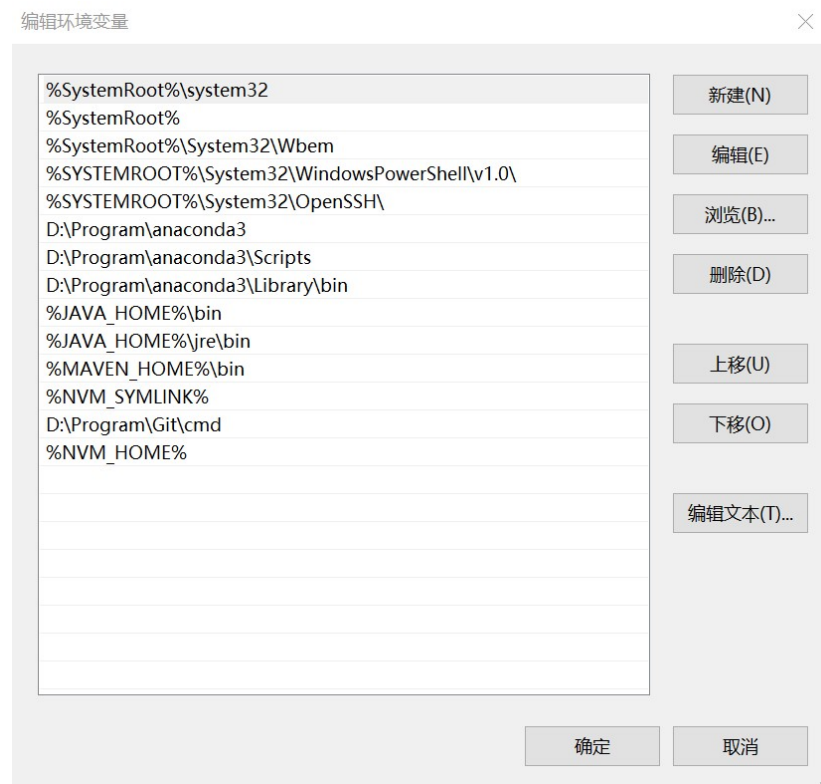 编辑环境变量
%SystemRoot%\system32
%SystemRoot%
%SystemRoot%\System32\Wbem
%SYSTEMROOT%\System32\WindowsPowerShell\v1.0\
%SYSTEMROOT%\System32\OpenSSH\
D:\Program\anaconda3
D:\Program\anaconda3\Scripts
D:\Program\anaconda3\Library\bin
%JAVA_HOME%\bin
%JAVA_HOME%\jre\bin
%MAVEN_HOME%\bin
%NVM_SYMLINK%
D:\Program\Git\cmd
%NVM_HOME%
新建(N)
编辑(E)
浏览(B)...
删除(D)
上移(U)
下移(O)
编辑文本(T)...
确定
取消